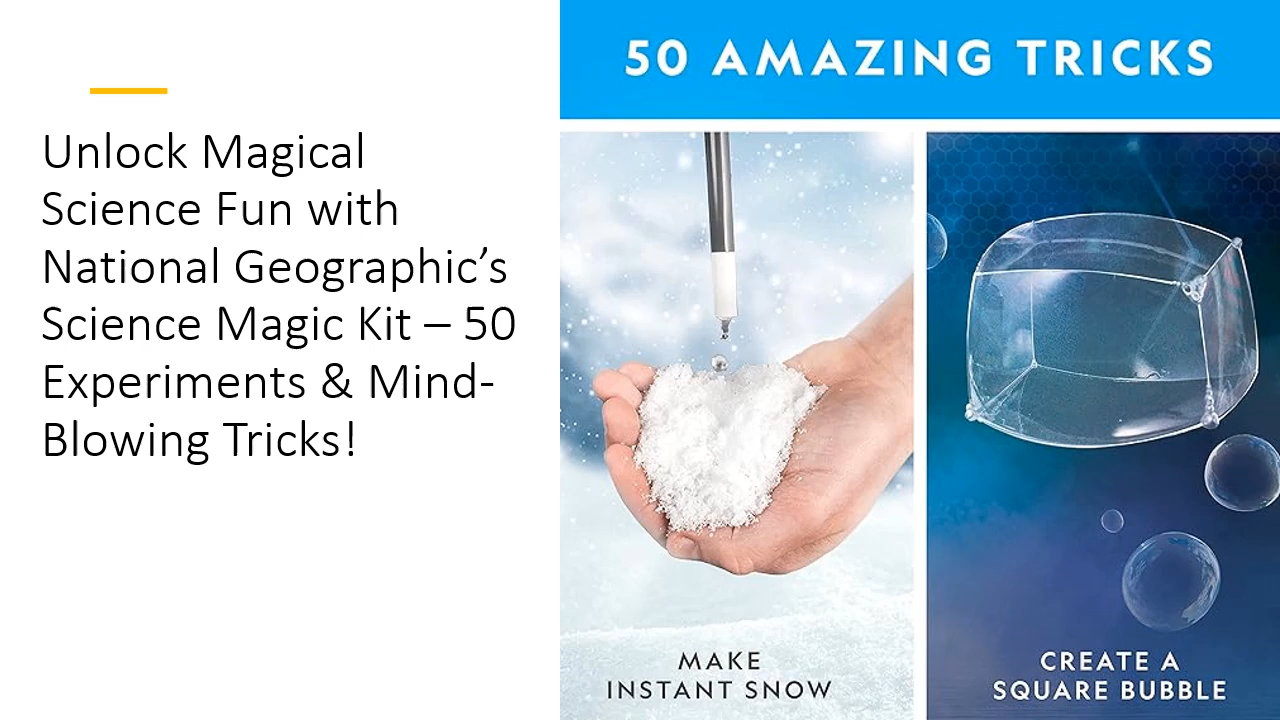 Unlock Magical
Science Fun with
National Geographic’s
Science Magic Kit – 50
Experiments & Mind-
Blowing Tricks!
50 AMAZING TRICKS
MAKE
INSTANT SNOW
CREATE A
SQUARE BUBBLE